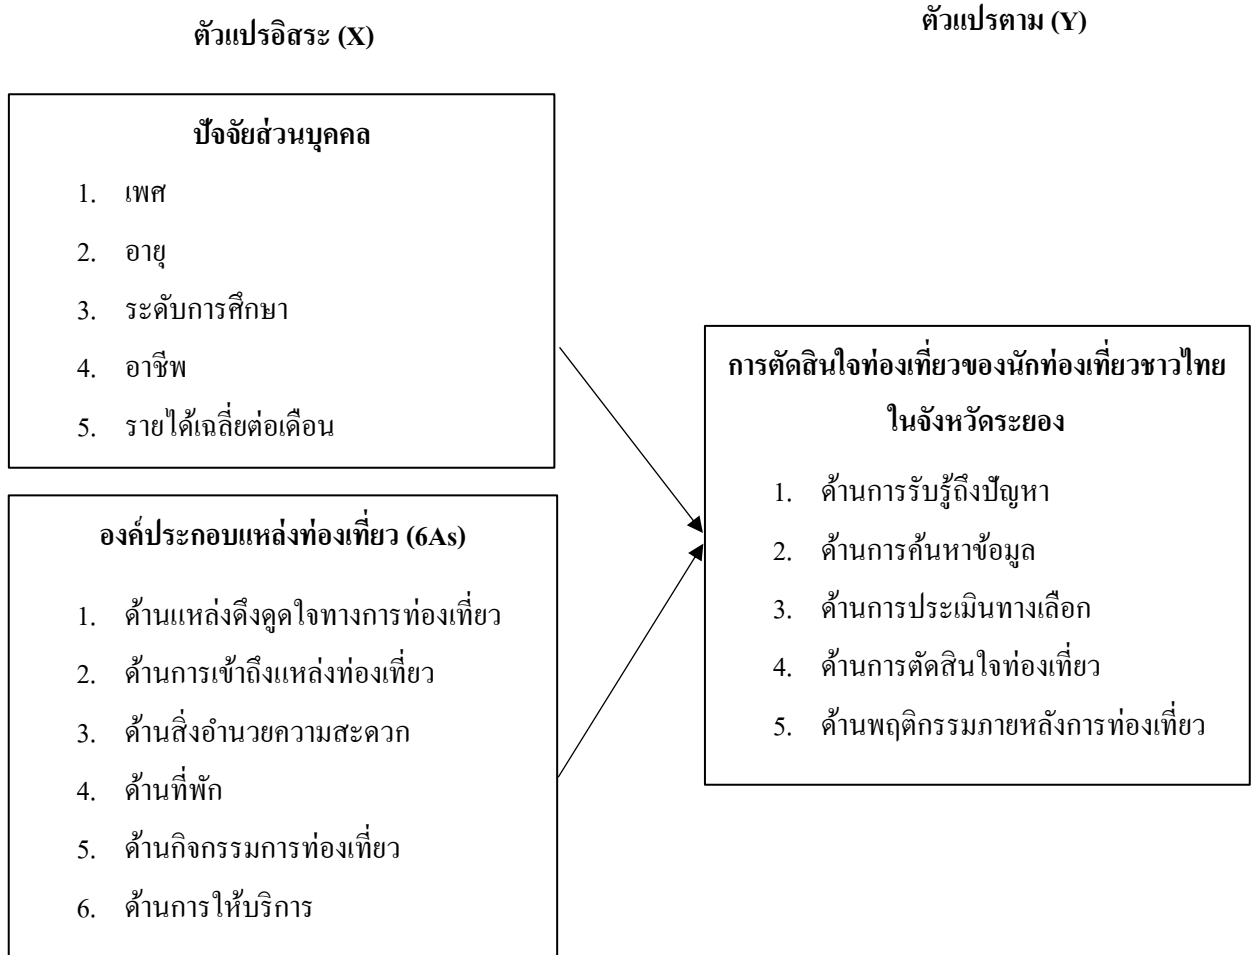 ตัวแปรอิสระ (X)
ตัวแปรตาม (Y)
ปัจจัยส่วนบุคคล
1. เพศ
2. อายุ
3. ระดับการศึกษา
4. อาชีพ
5. รายได้เฉลี่ยต่อเดือน
องค์ประกอบแหล่งท่องเที่ยว (6As)
1. ด้านแหล่งดึงดูดใจทางการท่องเที่ยว
2. ด้านการเข้าถึงแหล่งท่องเที่ยว
3. ด้านสิ่งอำนวยความสะดวก
4. ด้านที่พัก
5. ด้านกิจกรรมการท่องเที่ยว
6. ด้านการให้บริการ
การตัดสินใจท่องเที่ยวของนักท่องเที่ยวชาวไทย
ในจังหวัดระยอง
1. ด้านการรับรู้ถึงปัญหา
2. ด้านการค้นหาข้อมูล
3. ด้านการประเมินทางเลือก
4. ด้านการตัดสินใจท่องเที่ยว
5. ด้านพฤติกรรมภายหลังการท่องเที่ยว